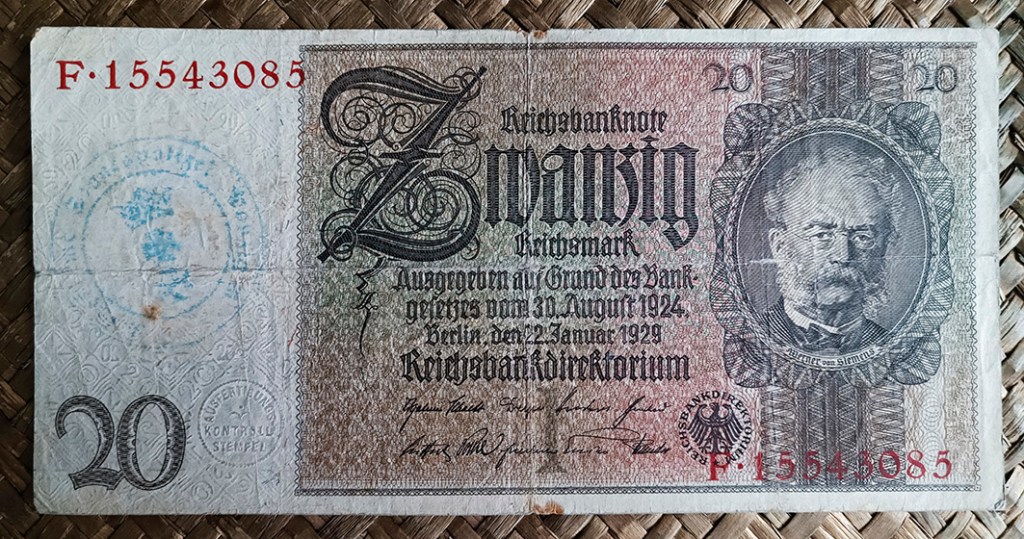 F·15543085
20 20
Reichsbanknote
Zwanzig
Reichsmark
Ausgegeben auf Grund des Bank-
gesetzes vom 30. August 1924.
Berlin, den 22. Januar 1929
Reichsbankdirektorium
Werner von Siemens
20
AUSFERTIGUNG
KONTROLL
STEMPEL
REICHSBANKDIREKTORIUM
F·15543085